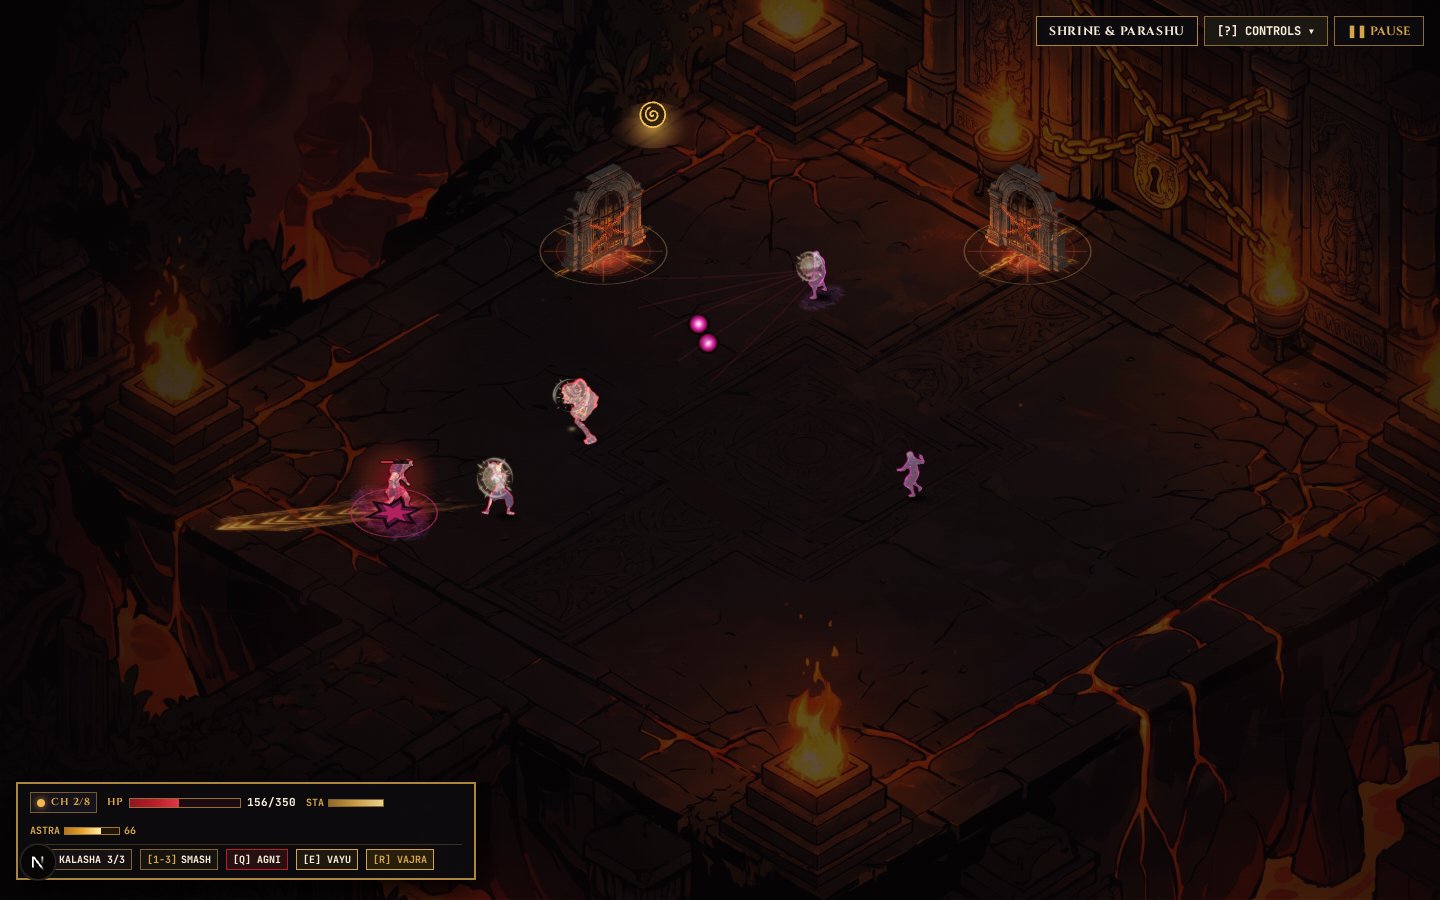 SHRINE & PARASHU
[?] CONTROLS ▾
❚❚ PAUSE
CH 2/8 HP 156/350 STA
ASTRA 66
N KALASHA 3/3 [1-3] SMASH [Q] AGNI [E] VAYU [R] VAJRA